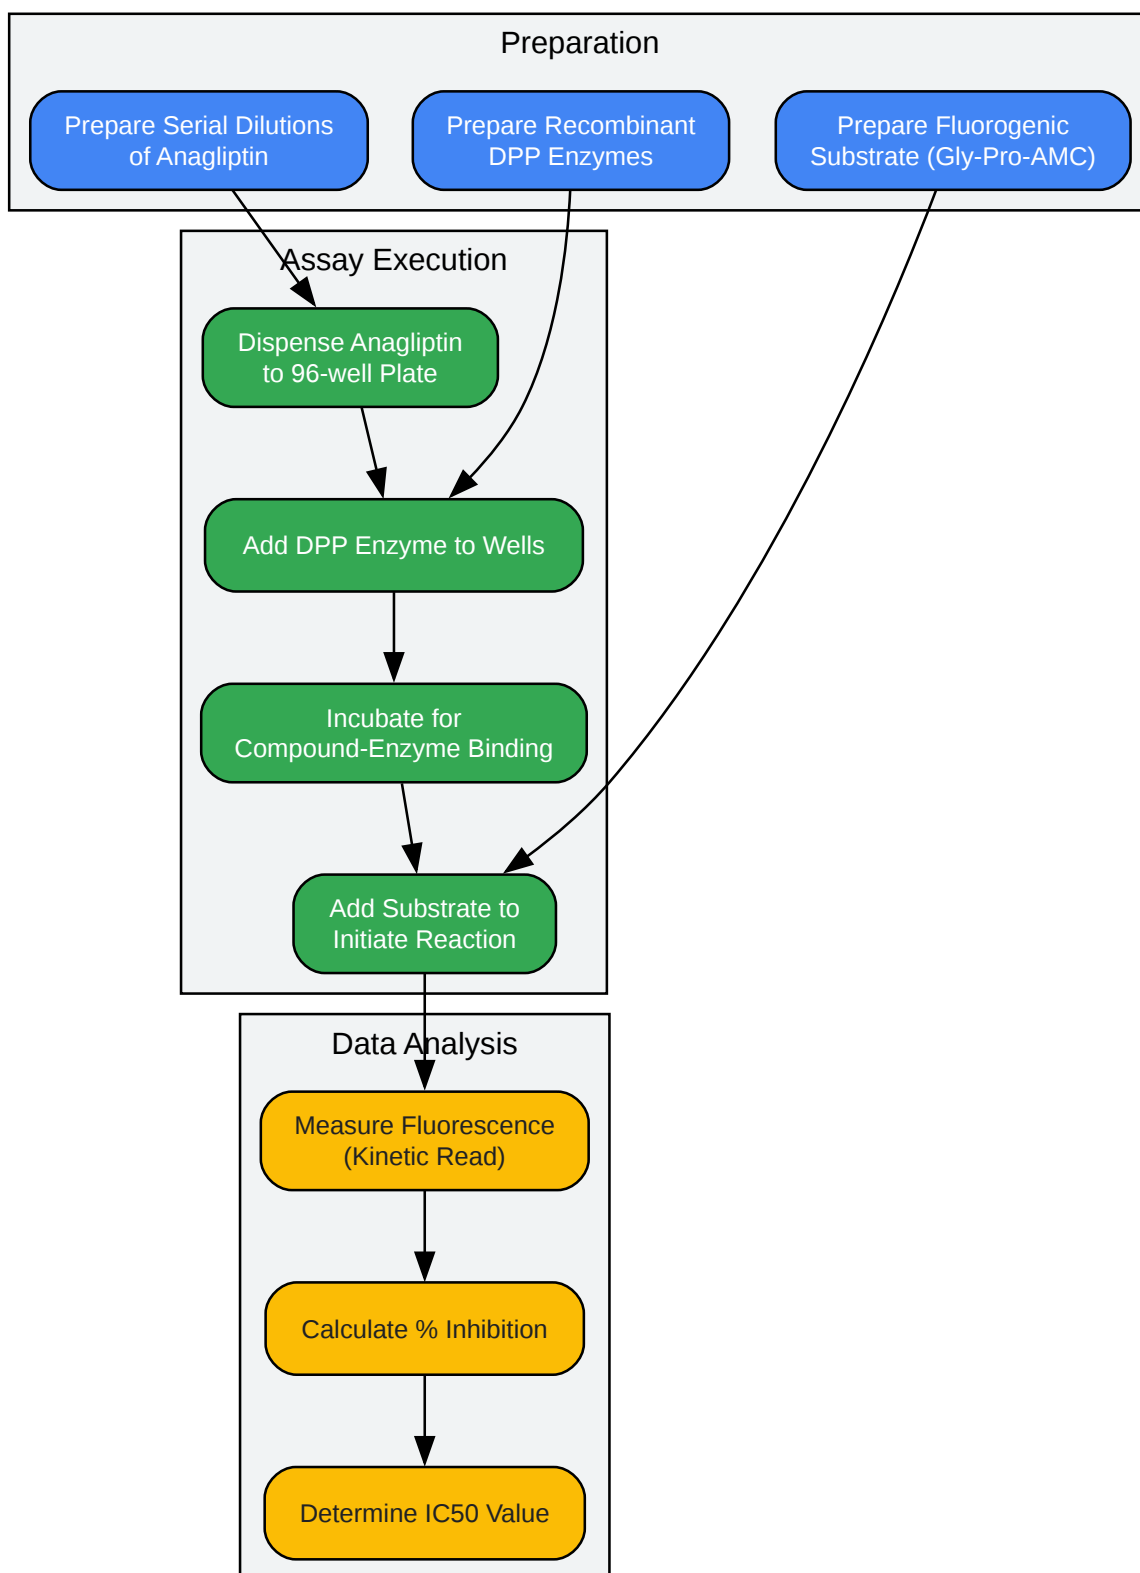 Preparation
Prepare Serial Dilutions
of Anagliptin
Prepare Recombinant
DPP Enzymes
Prepare Fluorogenic
Substrate (Gly-Pro-AMC)
Assay Execution
Dispense Anagliptin
to 96-well Plate
Add DPP Enzyme to Wells
Incubate for
Compound-Enzyme Binding
Add Substrate to
Initiate Reaction
Data Analysis
Measure Fluorescence
(Kinetic Read)
Calculate % Inhibition
Determine IC50 Value